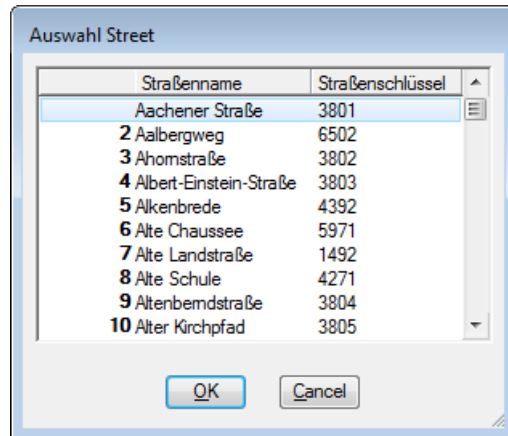 Auswahl Street
Straßenname Straßenschlüssel
Aachener Straße 3801
2 Aalbergweg 6502
3 Ahornstraße 3802
4 Albert-Einstein-Straße 3803
5 Alkenbrede 4392
6 Alte Chaussee 5971
7 Alte Landstraße 1492
8 Alte Schule 4271
9 Altenberndstraße 3804
10 Alter Kirchpfad 3805
OK Cancel